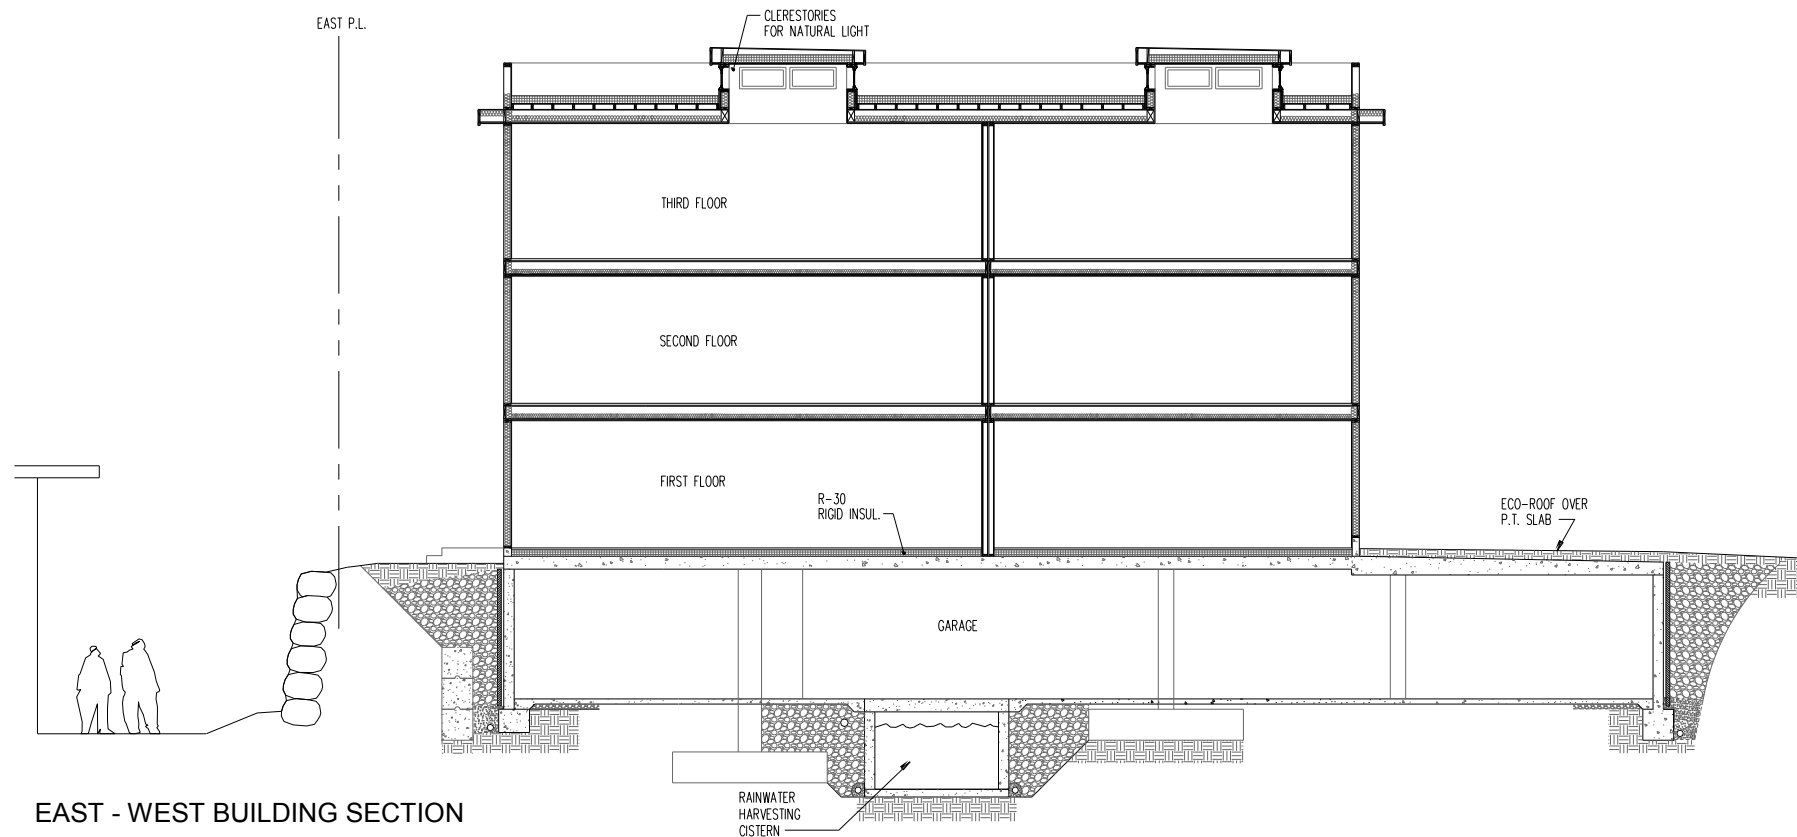 EAST P.L.
CLERESTORIES
FOR NATURAL LIGHT
THIRD FLOOR
SECOND FLOOR
FIRST FLOOR
R-30
RIGID INSUL.
ECO-ROOF OVER
P.T. SLAB
GARAGE
RAINWATER
HARVESTING
CISTERN
EAST - WEST BUILDING SECTION